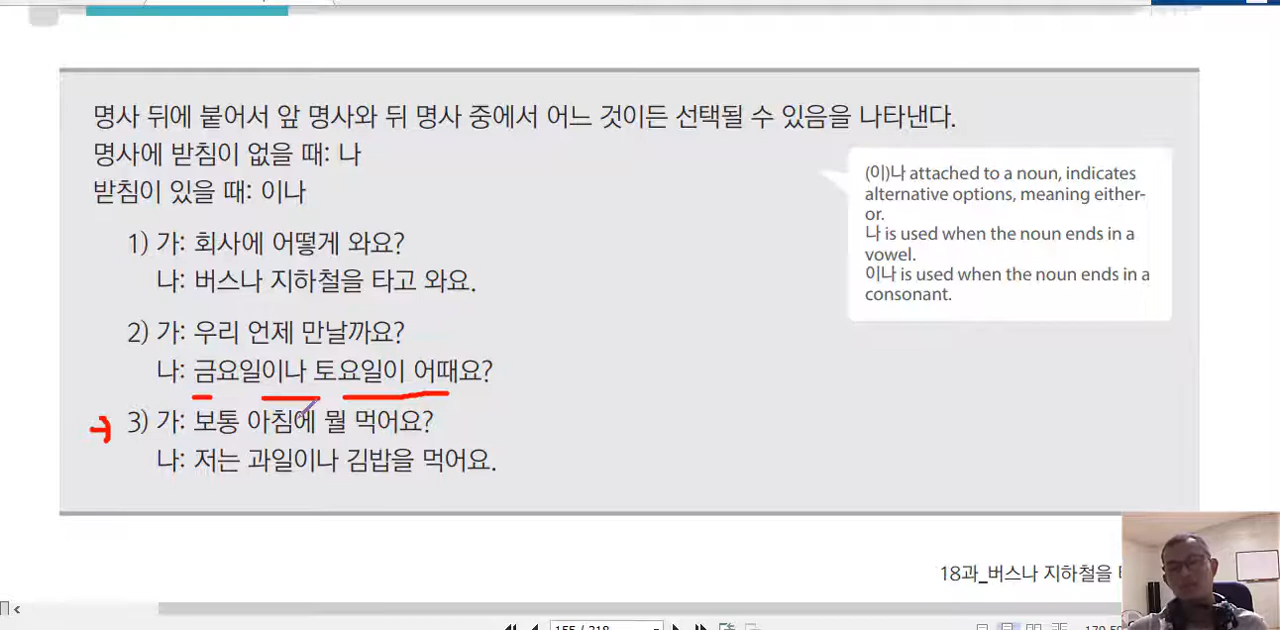 명사 뒤에 붙어서 앞 명사와 뒤 명사 중에서 어느 것이든 선택될 수 있음을 나타낸다.
명사에 받침이 없을 때: 나
받침이 있을 때: 이나
(이)나 attached to a noun, indicates
alternative options, meaning either-
or.
나 is used when the noun ends in a
vowel.
이나 is used when the noun ends in a
consonant.
1) 가: 회사에 어떻게 와요?
나: 버스나 지하철을 타고 와요.
2) 가: 우리 언제 만날까요?
나: 금요일이나 토요일이 어때요?
3) 가: 보통 아침에 뭘 먹어요?
나: 저는 과일이나 김밥을 먹어요.
18과_버스나 지하철을
155 / 218